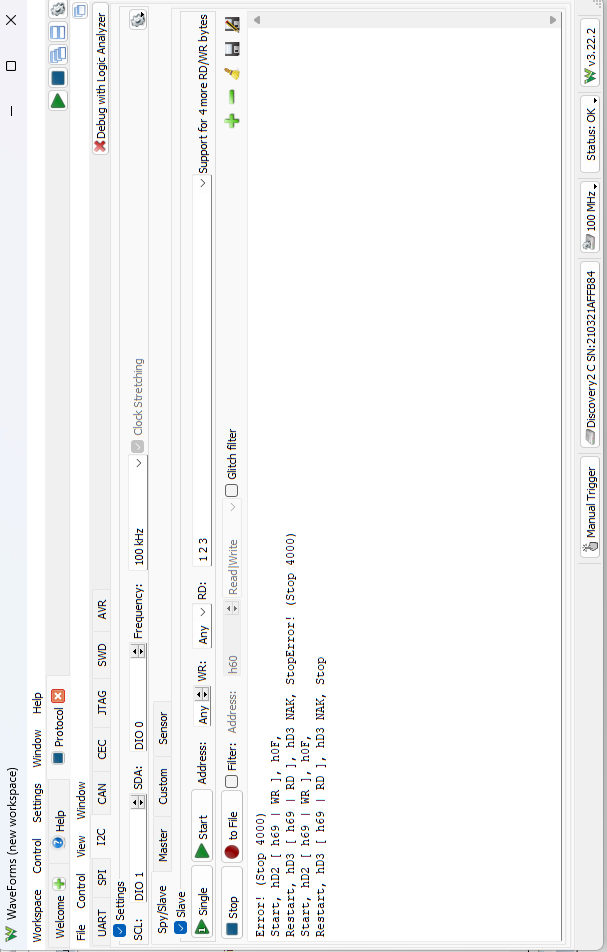 WaveForms (new workspace)
Workspace Control Settings Window Help
Welcome Help Protocol
File Control View Window
UART SPI I2C CAN CEC JTAG SWD AVR Debug with Logic Analyzer
Settings
SCL: DIO 1 SDA: DIO 0 Frequency: 100 kHz Clock Stretching
Spy/Slave Master Custom Sensor
Slave
1 Single Start Address: Any WR: Any RD: 1 2 3 Support for 4 more RD/WR bytes
Stop to File Filter: Address: h60 Read|Write Glitch filter
Error! (Stop 4000)
Start, hD2 [ h69 | WR ], h0F,
Restart, hD3 [ h69 | RD ], hD3 NAK, StopError! (Stop 4000)
Start, hD2 [ h69 | WR ], h0F,
Restart, hD3 [ h69 | RD ], hD3 NAK, Stop
Manual Trigger Discovery2 C SN:210321AFFB84 100 MHz Status: OK W v3.22.2